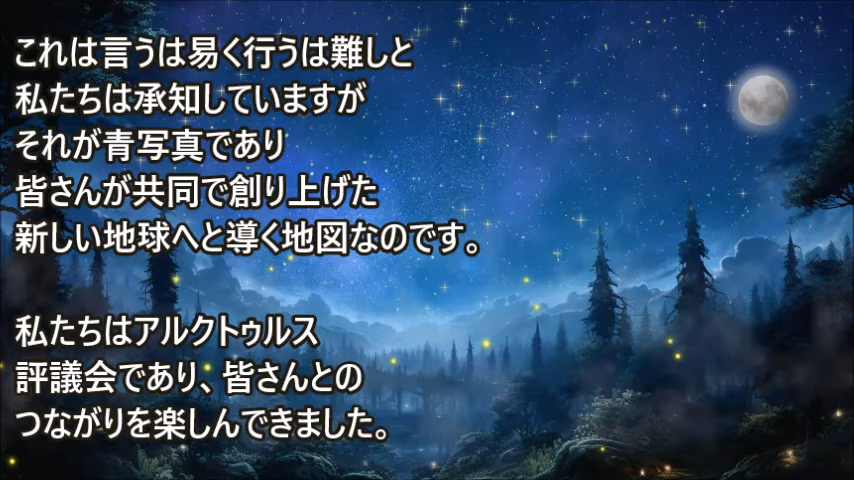 これは言うは易く行うは難しと
私たちは承知していますが
それが青写真であり
皆さんが共同で創り上げた
新しい地球へと導く地図なのです。
私たちはアルクトゥルス
評議会であり、皆さんとの
つながりを楽しんできました。